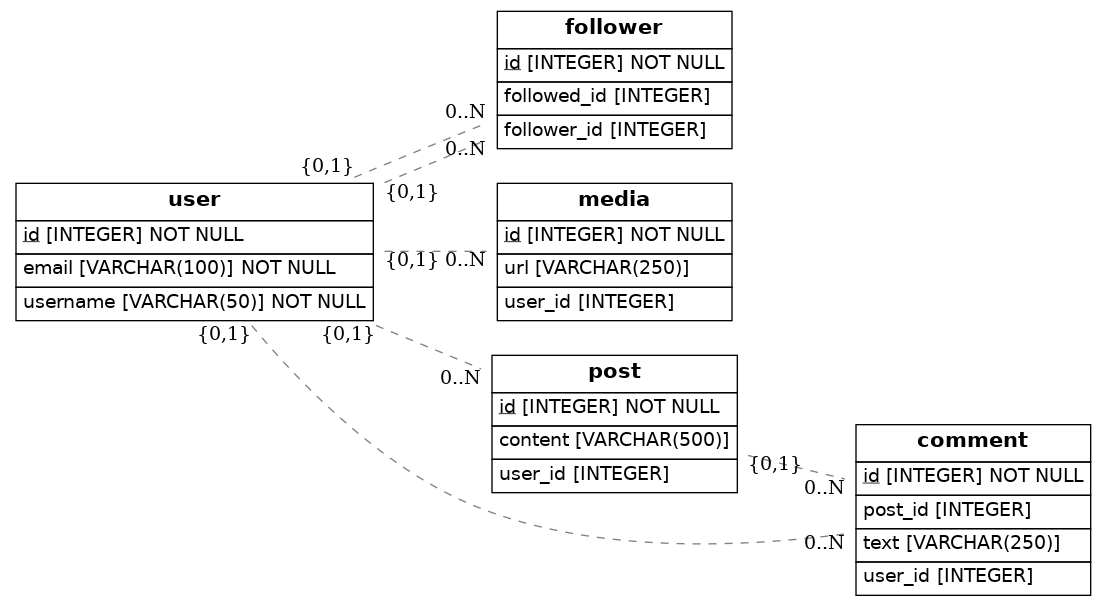 follower
id [INTEGER] NOT NULL
followed_id [INTEGER]
follower_id [INTEGER]
0..N
0..N
{0,1}
{0,1}
user
id [INTEGER] NOT NULL
email [VARCHAR(100)] NOT NULL
username [VARCHAR(50)] NOT NULL
media
id [INTEGER] NOT NULL
url [VARCHAR(250)]
user_id [INTEGER]
{0,1} 0..N
{0,1}
{0,1}
0..N
post
id [INTEGER] NOT NULL
content [VARCHAR(500)]
user_id [INTEGER]
{0,1}
0..N
0..N
comment
id [INTEGER] NOT NULL
post_id [INTEGER]
text [VARCHAR(250)]
user_id [INTEGER]